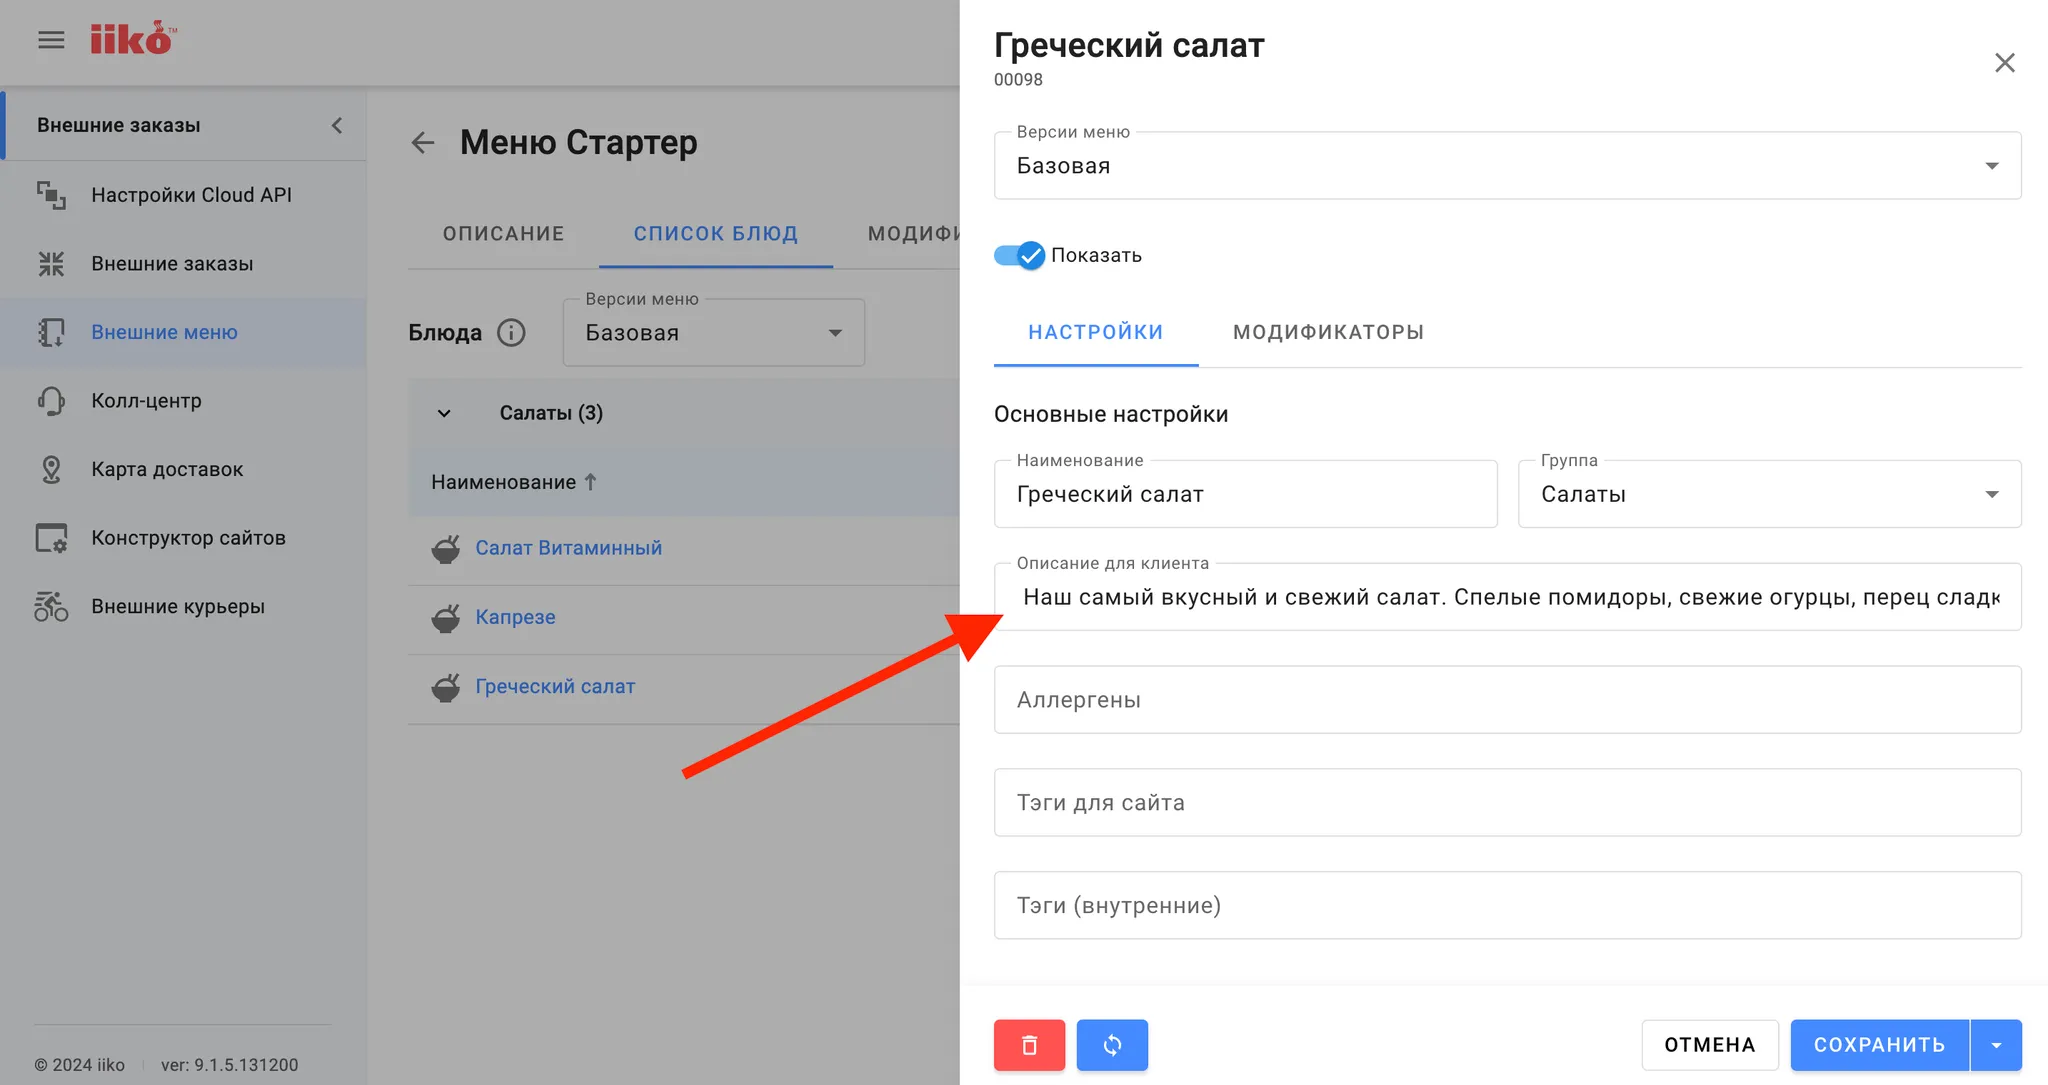 iiko™
Внешние заказы
Настройки Cloud API
Внешние заказы
Внешние меню
Колл-центр
Карта доставок
Конструктор сайтов
Внешние курьеры
© 2024 iiko
ver: 9.1.5.131200
Меню Стартер
ОПИСАНИЕ
СПИСОК БЛЮД
МОДИФИ
Блюда
Версии меню
Базовая
Салаты (3)
Наименование
Салат Витаминный
Капрезе
Греческий салат
Греческий салат
00098
Версии меню
Базовая
Показать
НАСТРОЙКИ
МОДИФИКАТОРЫ
Основные настройки
Наименование
Греческий салат
Группа
Салаты
Описание для клиента
Наш самый вкусный и свежий салат. Спелые помидоры, свежие огурцы, перец сладк
Аллергены
Тэги для сайта
Тэги (внутренние)
ОТМЕНА
СОХРАНИТЬ